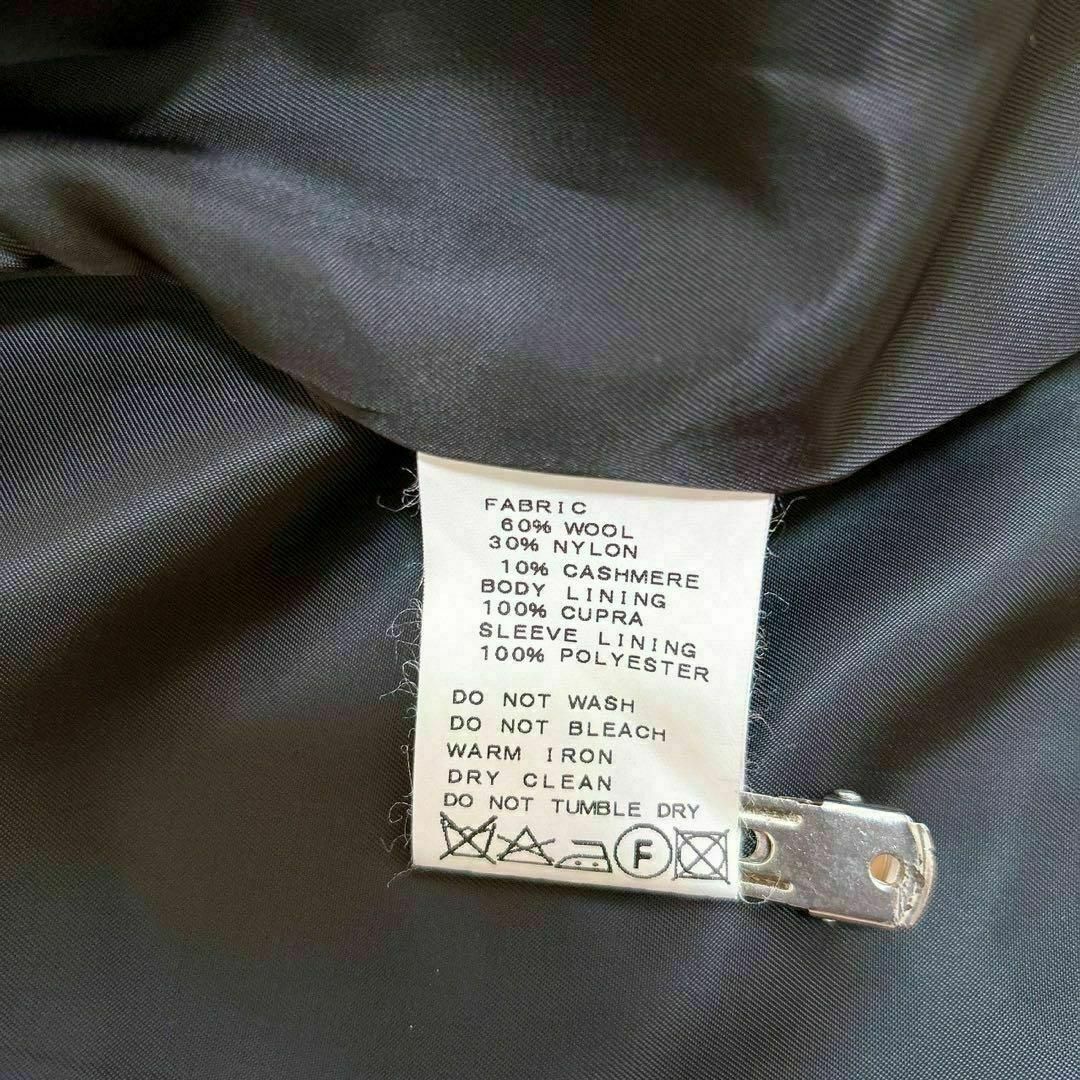 FABRIC
60% WOOL
30% NYLON
10% CASHMERE
BODY LINING
100% CUPRA
SLEEVE LINING
100% POLYESTER
DO NOT WASH
DO NOT BLEACH
WARM IRON
DRY CLEAN
DO NOT TUMBLE DRY
F